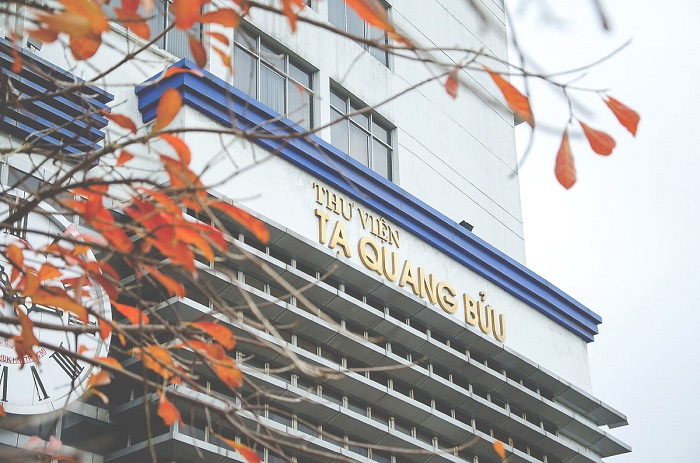 THƯ VIỆN
TẠ QUANG BỬU